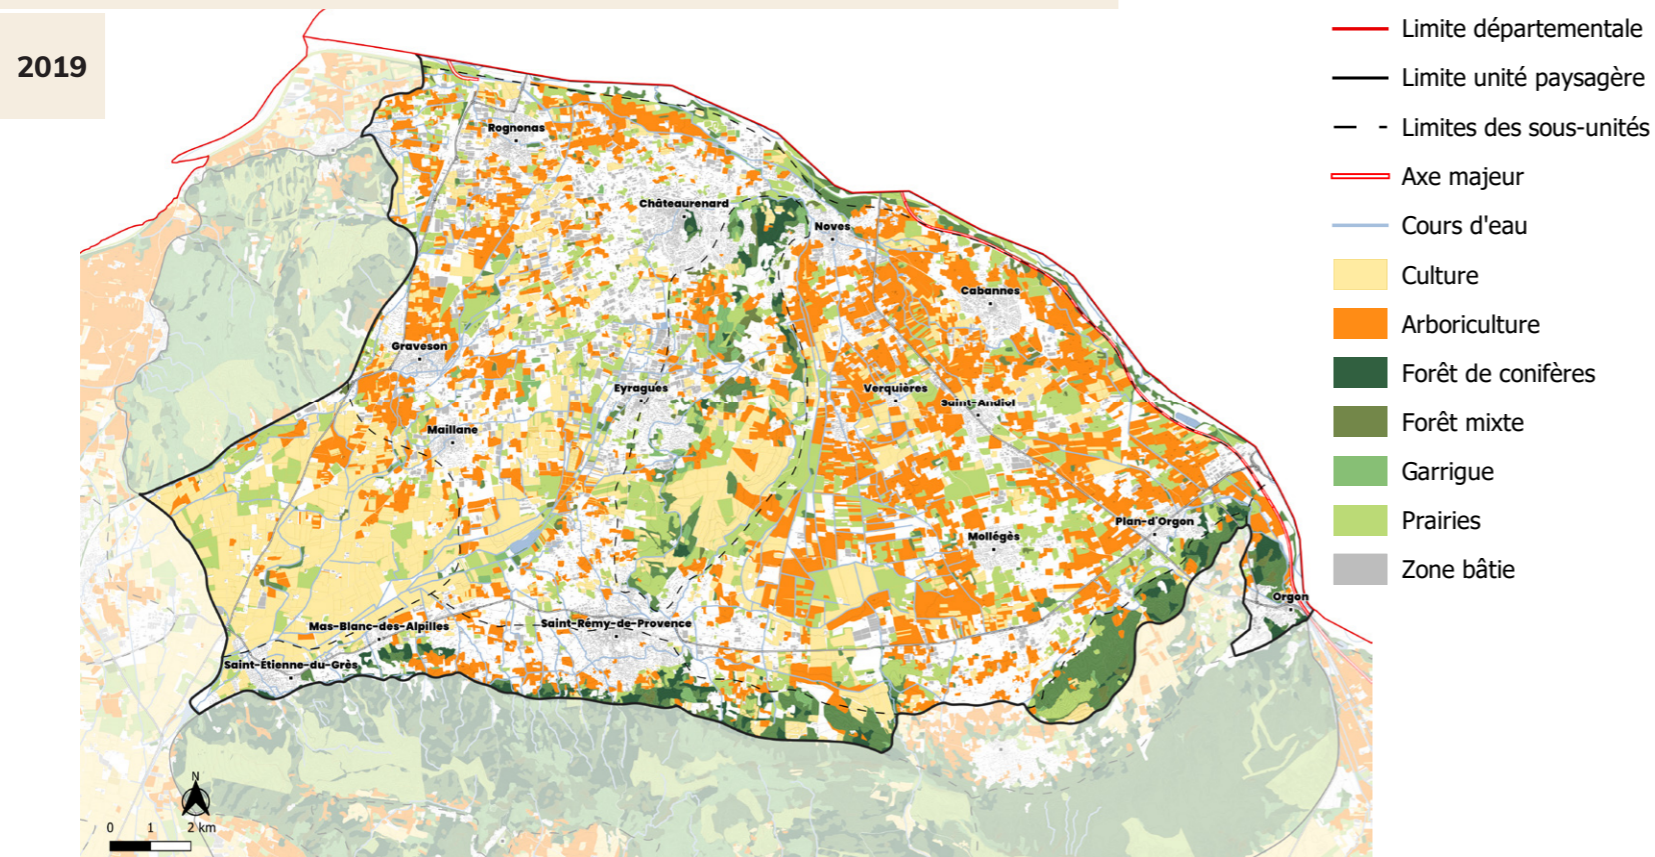 2019
Rognonas
Châteaurenard
Noves
Cabannes
Graveson
Eyragues
Verquières
Saint-Andiol
Maillane
Plan-d'Orgon
Mollégès
Orgon
Mas-Blanc-des-Alpilles
Saint-Rémy-de-Provence
Saint-Étienne-du-Grès
N
0 1 2 km
Limite départementale
Limite unité paysagère
Limites des sous-unités
Axe majeur
Cours d'eau
Culture
Arboriculture
Forêt de conifères
Forêt mixte
Garrigue
Prairies
Zone bâtie